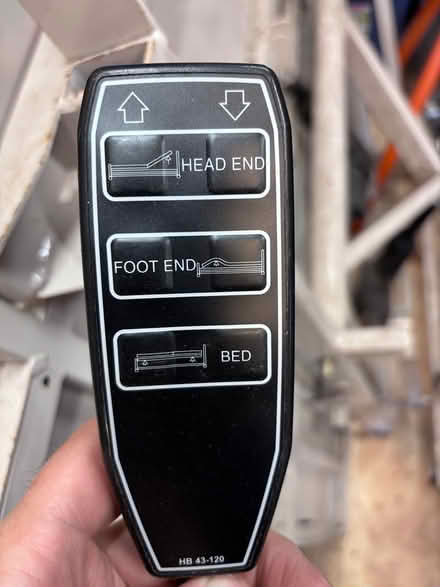 HEAD END
FOOT END
BED
HB 43-120